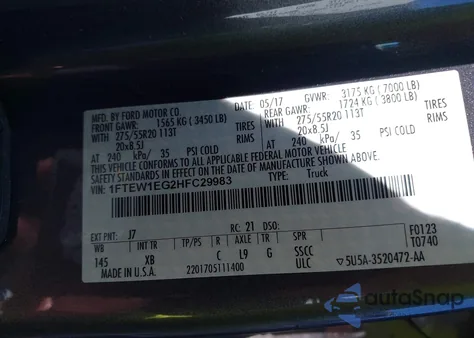 MFD. BY FORD MOTOR CO.
DATE: 05/17 GVWR: 3175 KG ( 7000 LB)
FRONT GAWR: 1565 KG ( 3450 LB) REAR GAWR: 1724 KG ( 3800 LB)
WITH 275/55R20 113T TIRES WITH 275/55R20 113T TIRES
20x8.5J RIMS 20x8.5J RIMS
AT 240 kPa/ 35 PSI COLD AT 240 kPa/ 35 PSI COLD
THIS VEHICLE CONFORMS TO ALL APPLICABLE FEDERAL MOTOR VEHICLE
SAFETY STANDARDS IN EFFECT ON THE DATE OF MANUFACTURE SHOWN ABOVE.
VIN: 1FTEW1EG2HFC29983 TYPE: Truck
EXT PNT: J7 RC: 21 DSO: F0123
WB INT TR TP/PS R AXLE TR SPR T0740
145 XB C L9 G SSCC
MADE IN U.S.A. 2201705111400 ULC ▽5U5A-3520472-AA
autoSnap